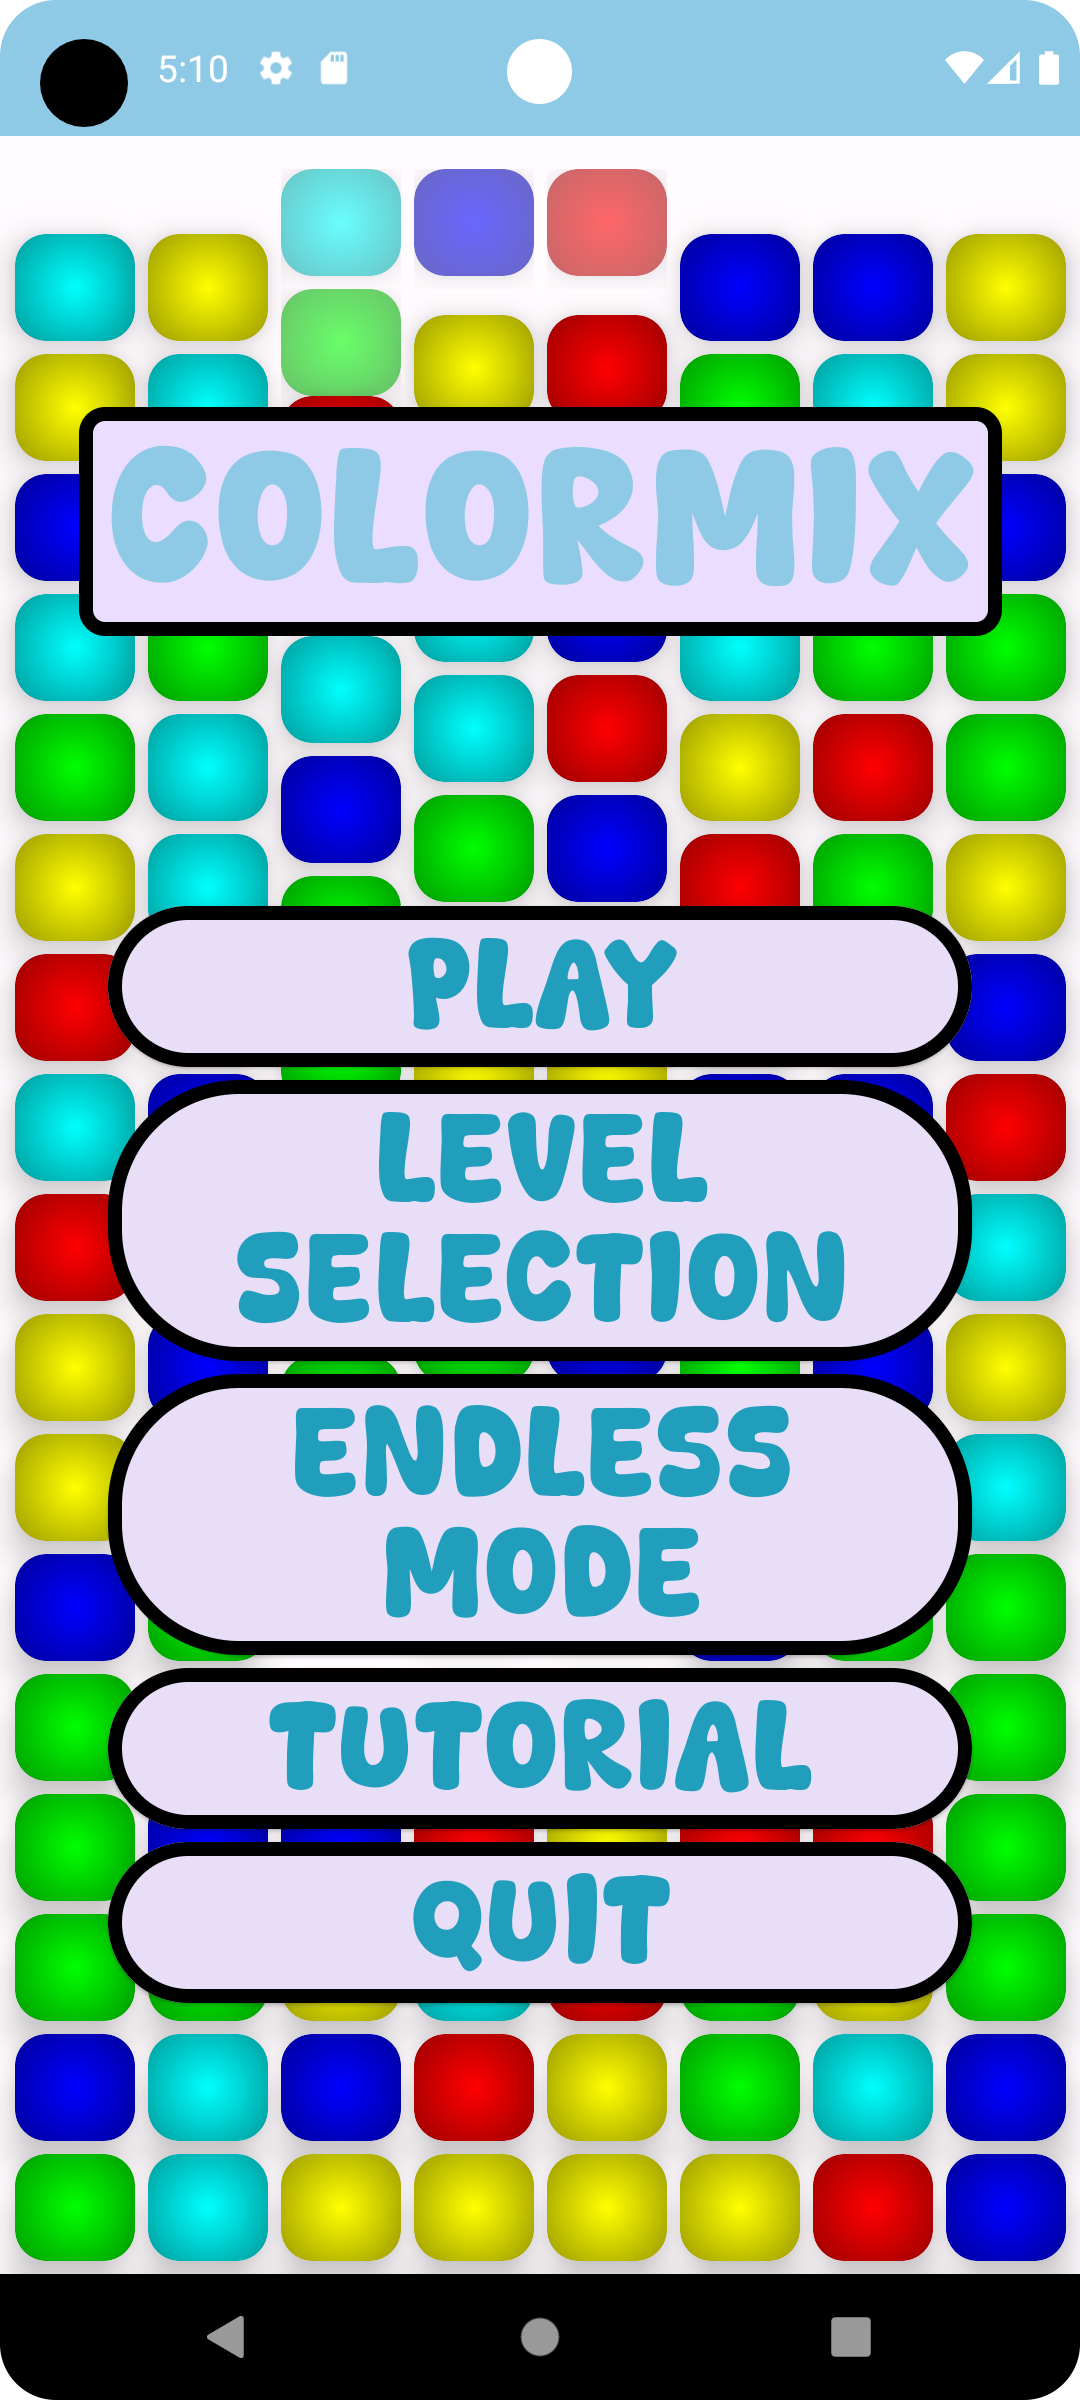 5:10
COLORMIX
PLAY
LEVEL
SELECTION
ENDLESS
MODE
TUTORIAL
QUIT